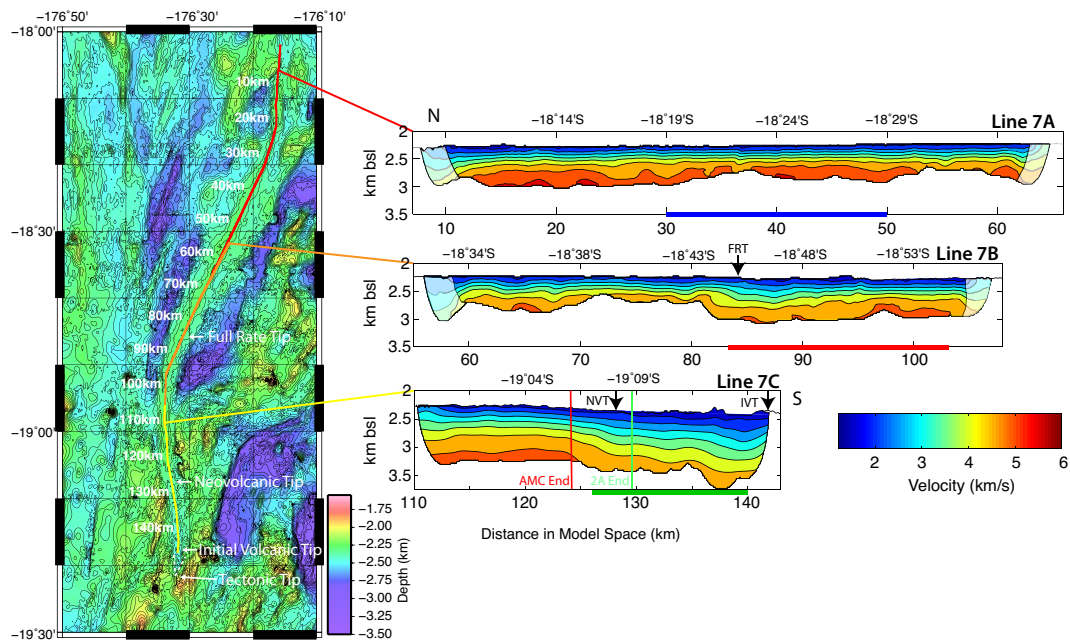 −176°50' −176°30' −176°10'
−18°00'
−18°30'
−19°00'
−19°30'
10km
20km
30km
40km
50km
60km
70km
80km
Full Rate Tip
90km
100km
110km
120km
Neovolcanic Tip
130km
140km
Initial Volcanic Tip
Tectonic Tip
−1.75
−2.00
−2.25
−2.50
−2.75
−3.00
−3.25
−3.50
Depth (km)
N
−18°14'S −18°19'S −18°24'S −18°29'S
Line 7A
km bsl
2
2.5
3
3.5
10 20 30 40 50 60
−18°34'S −18°38'S −18°43'S −18°48'S −18°53'S
FRT
Line 7B
km bsl
2
2.5
3
3.5
60 70 80 90 100
−19°04'S −19°09'S
Line 7C
NVT
IVT
S
km bsl
2
2.5
3
3.5
AMC End
2A End
110 120 130 140
Distance in Model Space (km)
2 3 4 5 6
Velocity (km/s)